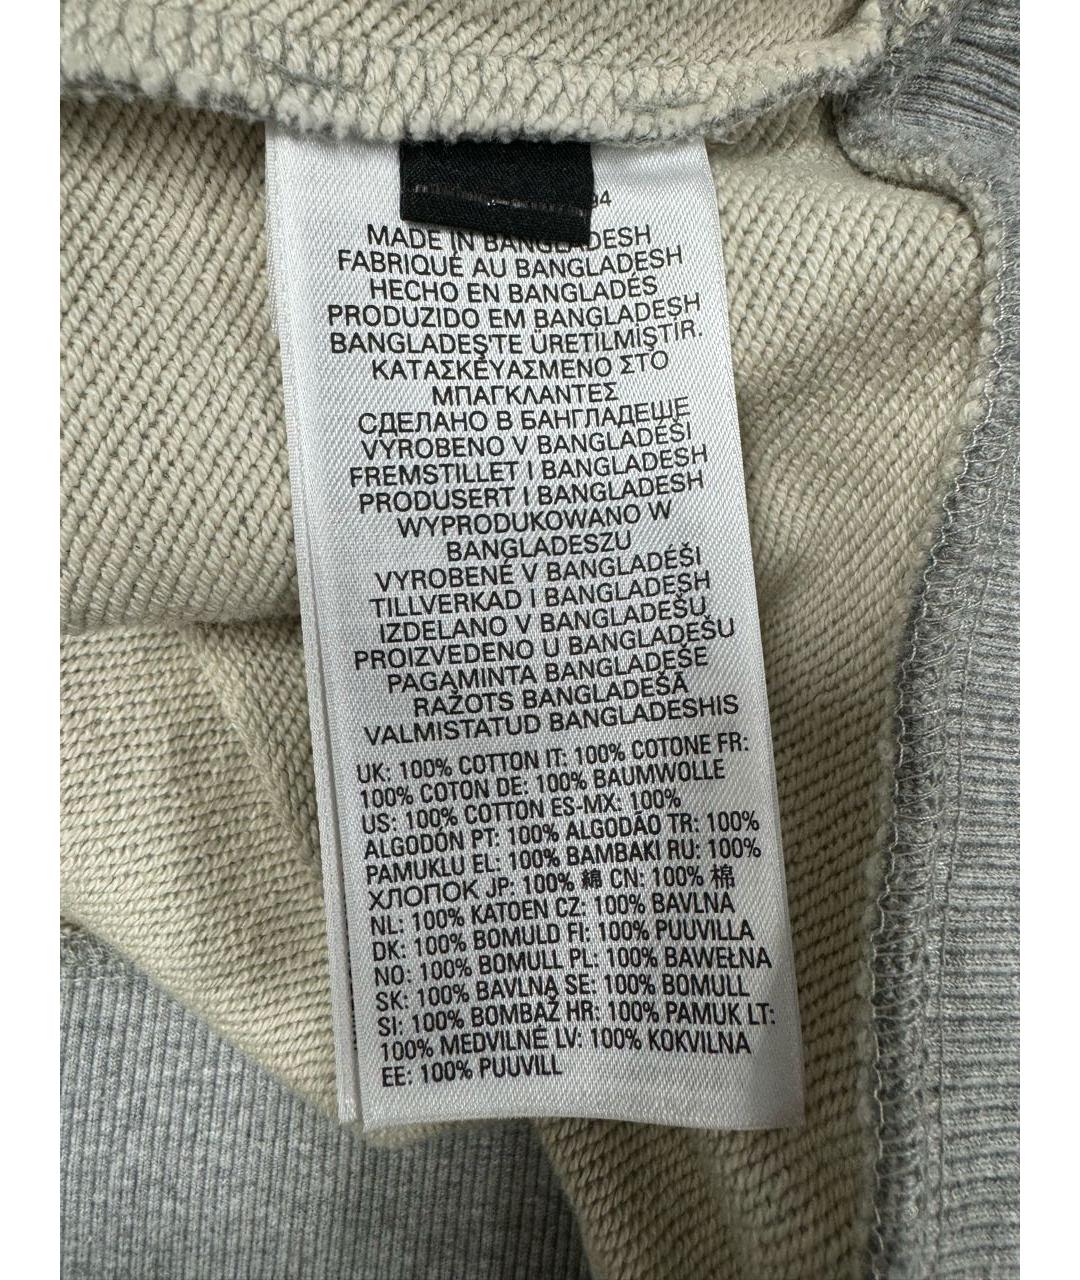 94
MADE IN BANGLADESH
FABRIQUÉ AU BANGLADESH
HECHO EN BANGLADÉS
PRODUZIDO EM BANGLADESH
BANGLADEŞ'TE ÜRETİLMİŞTİR.
ΚΑΤΑΣΚΕΥΑΣΜΕΝΟ ΣΤΟ
ΜΠΑΓΚΛΑΝΤΕΣ
СДЕЛАНО В БАНГЛАДЕШЕ
VYROBENO V BANGLADÉŠI
FREMSTILLET I BANGLADESH
PRODUSERT I BANGLADESH
WYPRODUKOWANO W
BANGLADESZU
VYROBENÉ V BANGLADÉŠI
TILLVERKAD I BANGLADESH
IZDELANO V BANGLADEŠU
PROIZVEDENO U BANGLADEŠU
PAGAMINTA BANGLADEŠE
RAŽOTS BANGLADEŠĀ
VALMISTATUD BANGLADESHIS
UK: 100% COTTON IT: 100% COTONE FR:
100% COTON DE: 100% BAUMWOLLE
US: 100% COTTON ES-MX: 100%
ALGODÓN PT: 100% ALGODÃO TR: 100%
PAMUKLU EL: 100% BAMBAKI RU: 100%
ХЛОПОК JP: 100% 綿 CN: 100% 棉
NL: 100% KATOEN CZ: 100% BAVLNA
DK: 100% BOMULD FI: 100% PUUVILLA
NO: 100% BOMULL PL: 100% BAWEŁNA
SK: 100% BAVLNA SE: 100% BOMULL
SI: 100% BOMBAŽ HR: 100% PAMUK LT:
100% MEDVILNĖ LV: 100% KOKVILNA
EE: 100% PUUVILL